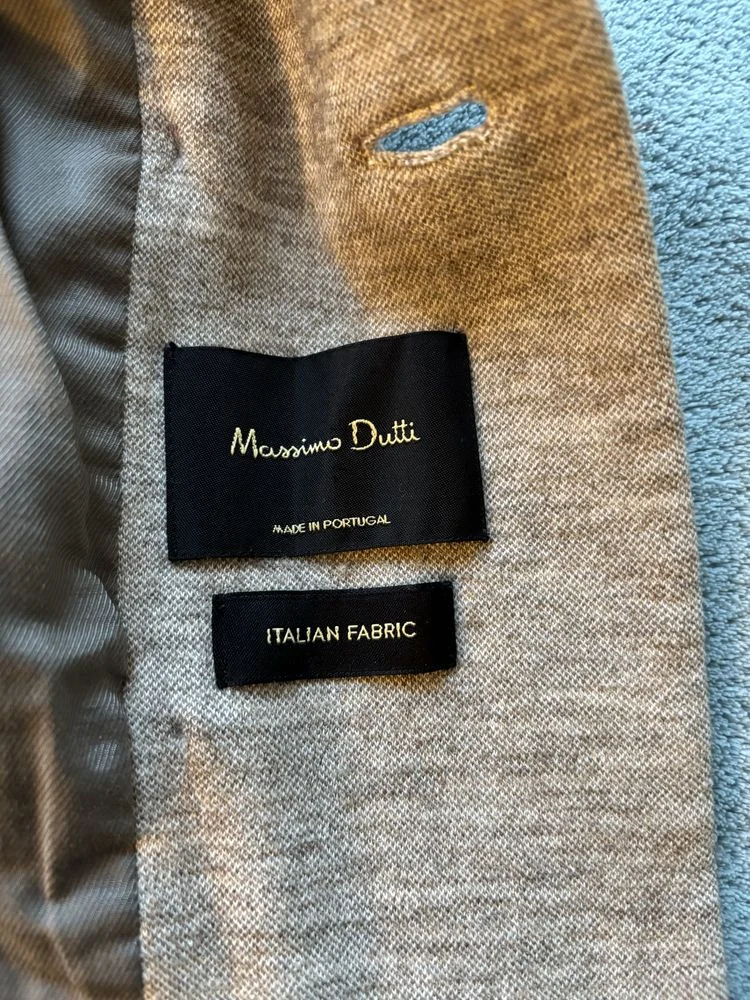 Massimo Dutti
MADE IN PORTUGAL
ITALIAN FABRIC